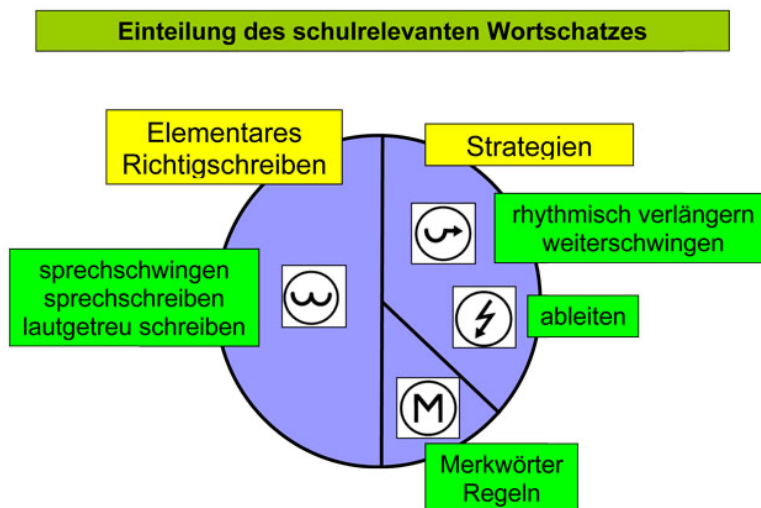 Einteilung des schulrelevanten Wortschatzes
Elementares
Richtigschreiben
Strategien
rhythmisch verlängern
weiterschwingen
sprechschwingen
sprechschreiben
lautgetreu schreiben
ableiten
M
Merkwörter
Regeln